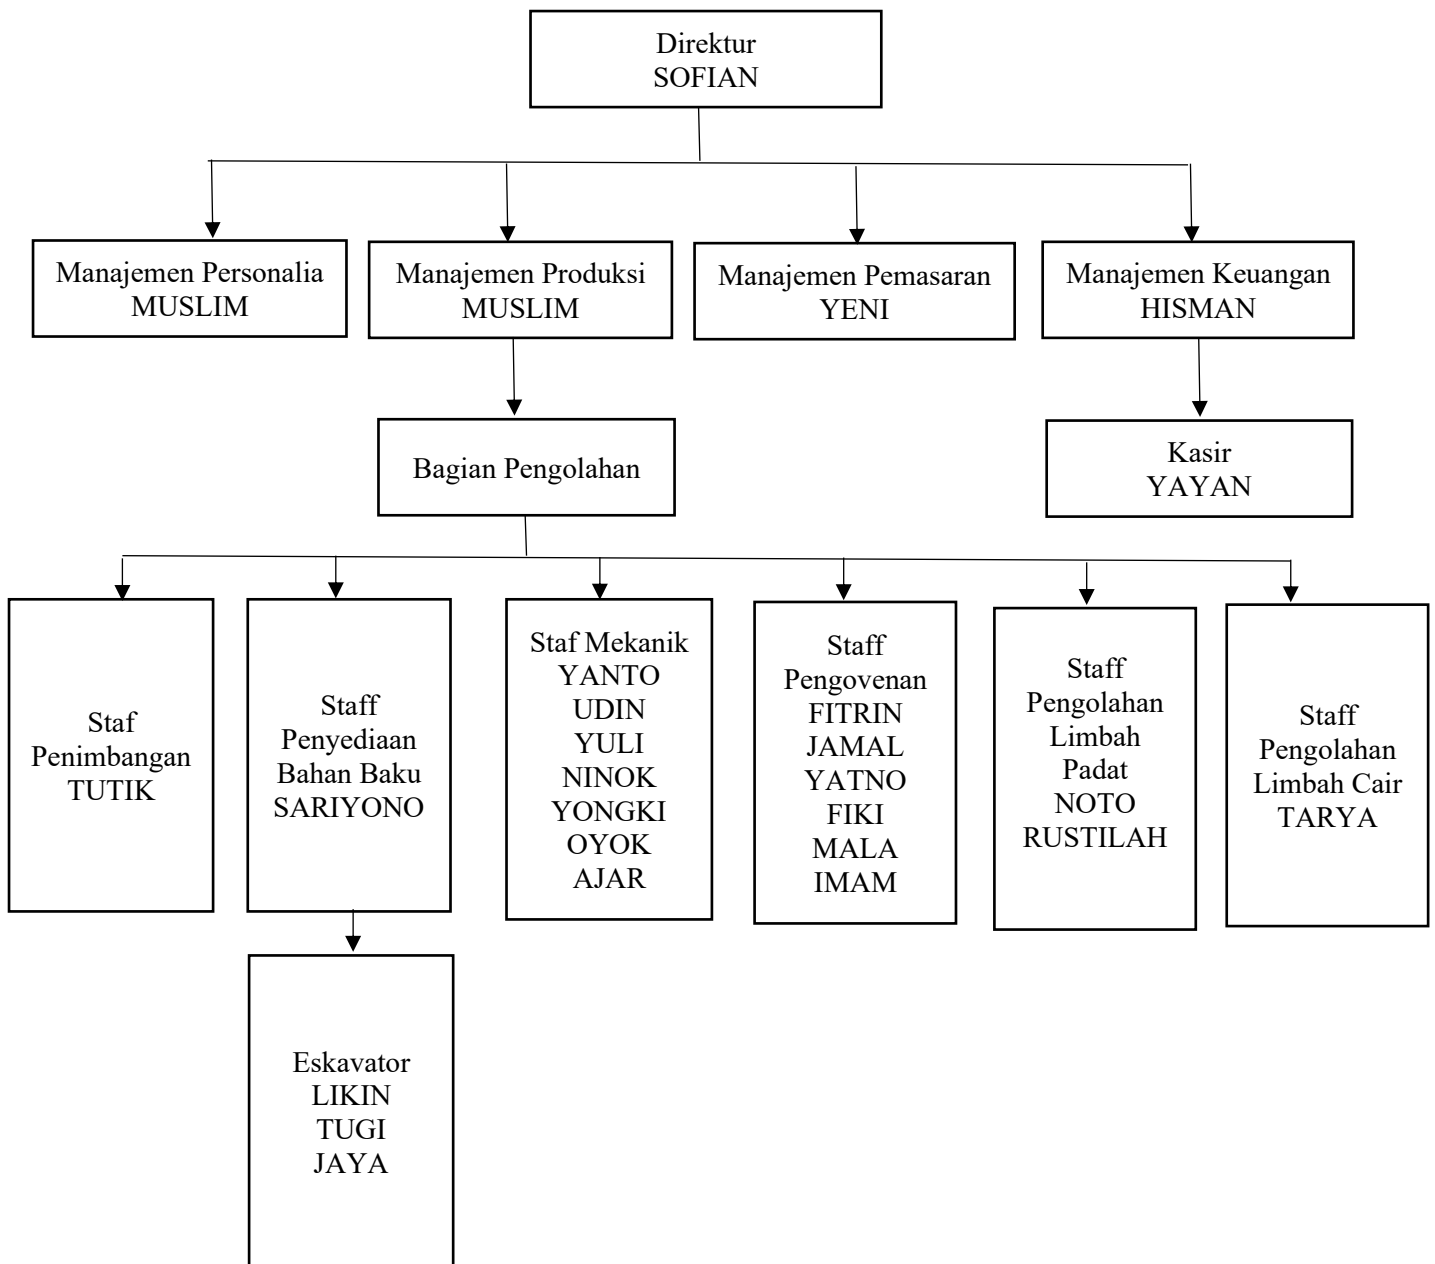 Direktur
SOFIAN
Manajemen Personalia
MUSLIM
Manajemen Produksi
MUSLIM
Manajemen Pemasaran
YENI
Manajemen Keuangan
HISMAN
Bagian Pengolahan
Kasir
YAYAN
Staf
Penimbangan
TUTIK
Staff
Penyediaan
Bahan Baku
SARIYONO
Staf Mekanik
YANTO
UDIN
YULI
NINOK
YONGKI
OYOK
AJAR
Staff
Pengovenan
FITRIN
JAMAL
YATNO
FIKI
MALA
IMAM
Staff
Pengolahan
Limbah
Padat
NOTO
RUSTILAH
Staff
Pengolahan
Limbah Cair
TARYA
Eskavator
LIKIN
TUGI
JAYA